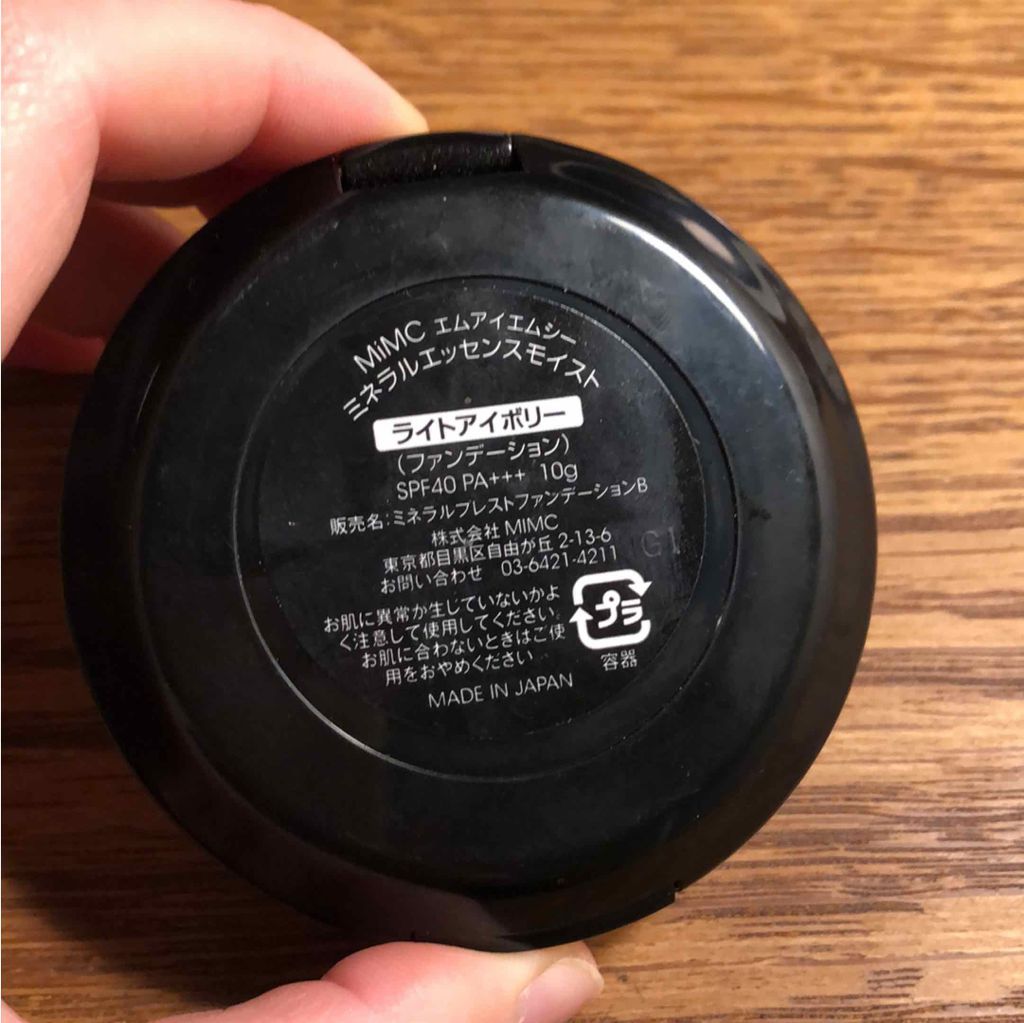 MiMC エムアイエムシー
ミネラルエッセンスモイスト
ライトアイボリー
（ファンデーション）
SPF40 PA+++ 10g
販売名：ミネラルプレストファンデーションB
株式会社 MIMC
東京都目黒区自由が丘 2-13-6
お問い合わせ 03-6421-4211
G1
お肌に異常が生じていないかよ
く注意して使用してください。
お肌に合わないときはご使
用をおやめください
プラ
容器
MADE IN JAPAN